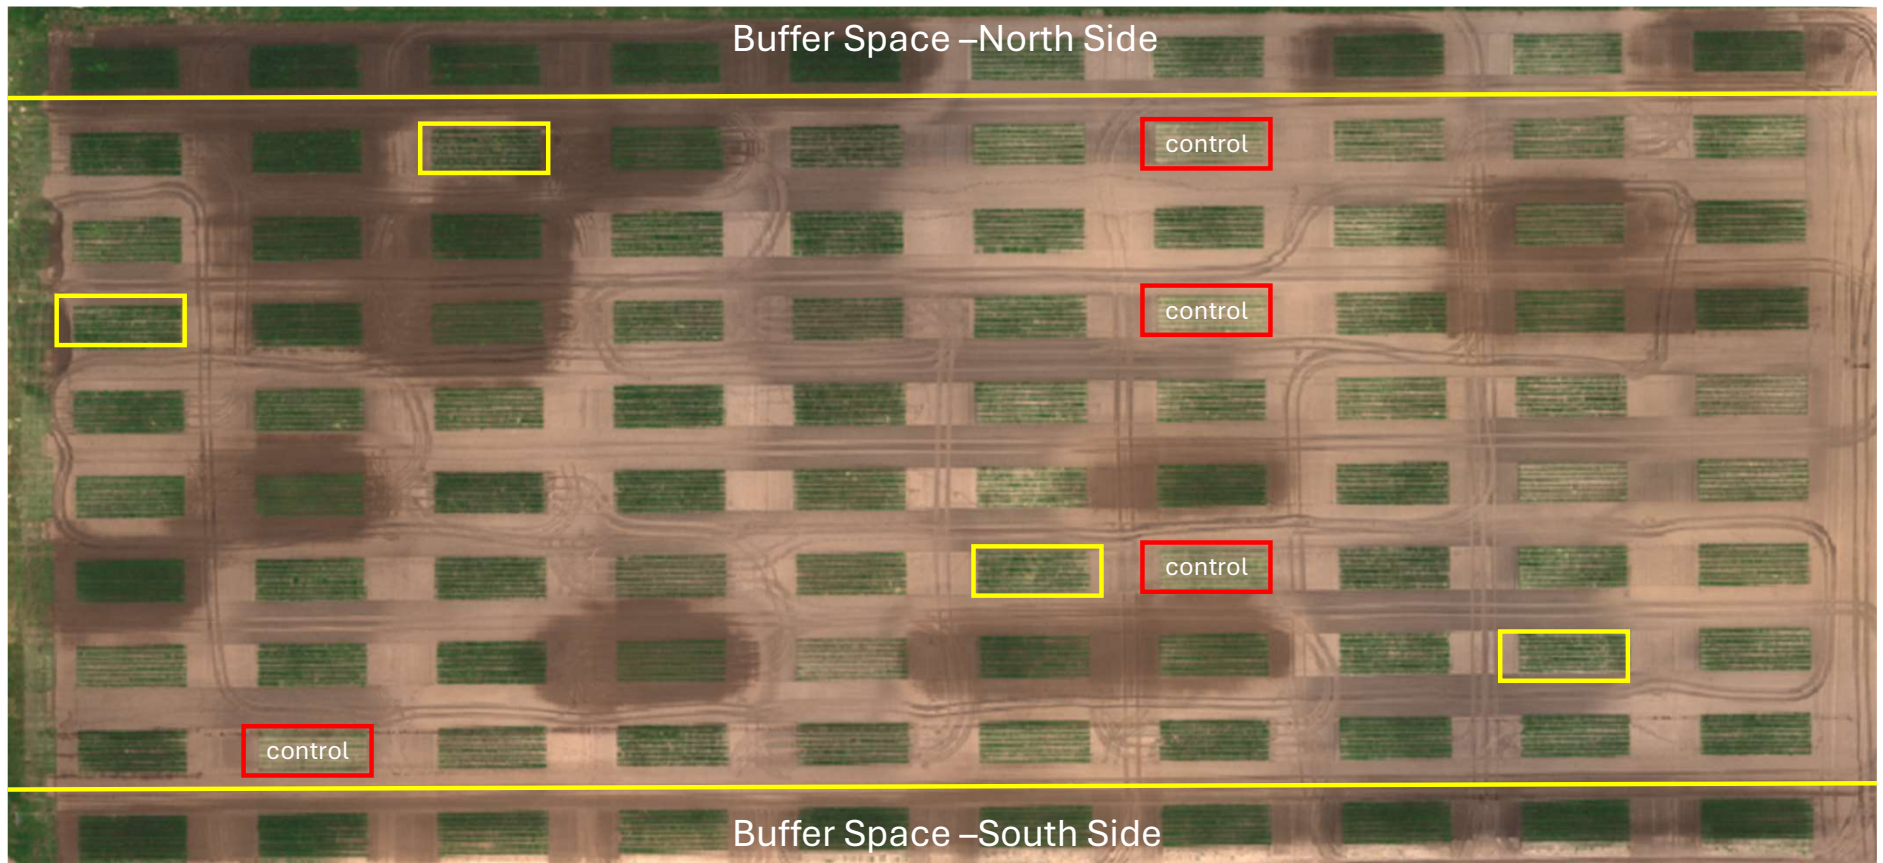 Buffer Space –North Side
control
control
control
control
Buffer Space –South Side